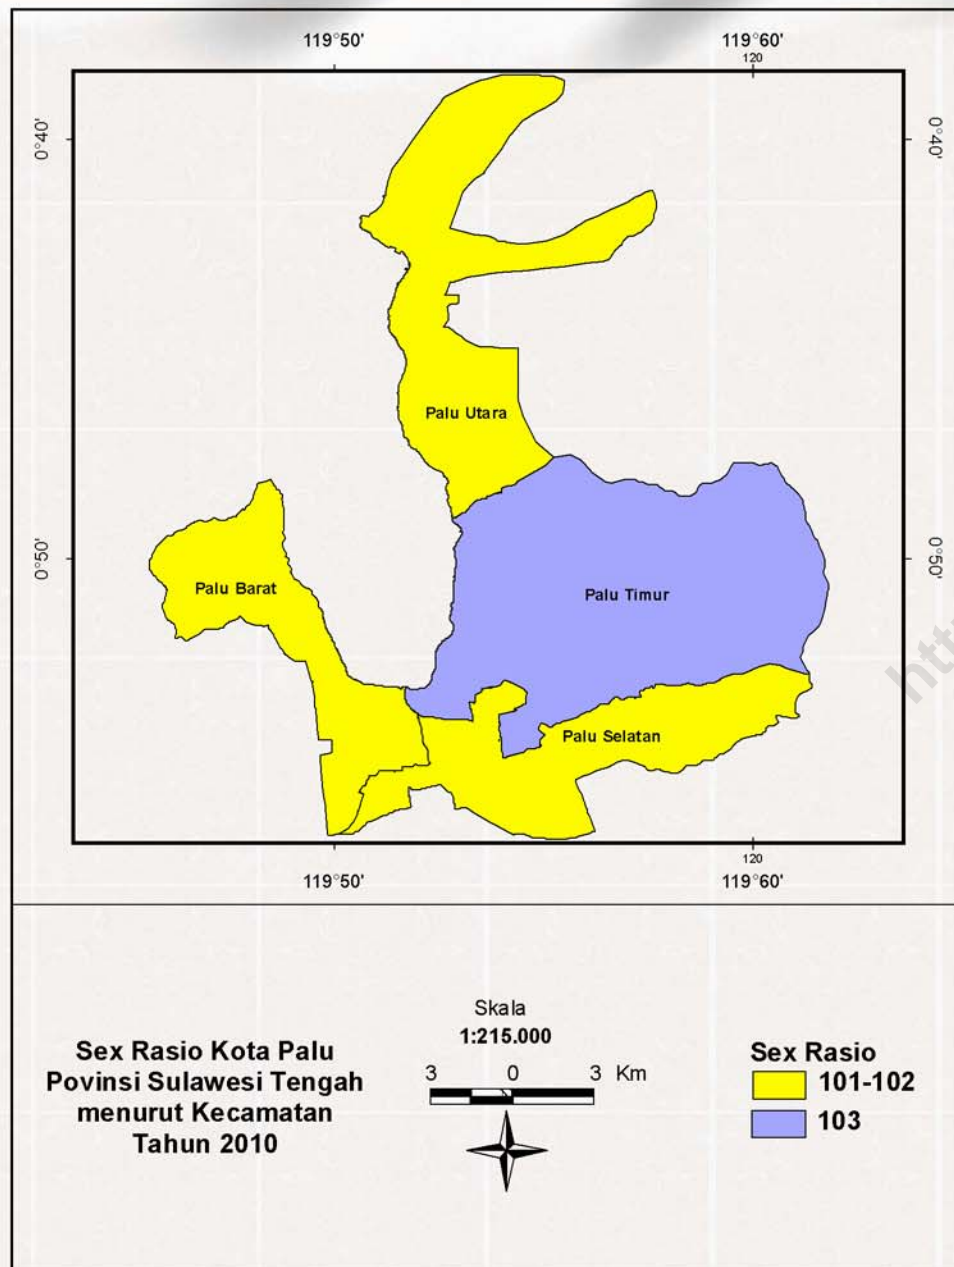 119°50'
119°60'
120
0°40'
0°40'
Palu Utara
0°50'
0°50'
Palu Barat
Palu Timur
Palu Selatan
120
119°50'
119°60'
Sex Rasio Kota Palu
Povinsi Sulawesi Tengah
menurut Kecamatan
Tahun 2010
Skala
1:215.000
3 0 3 Km
Sex Rasio
101-102
103